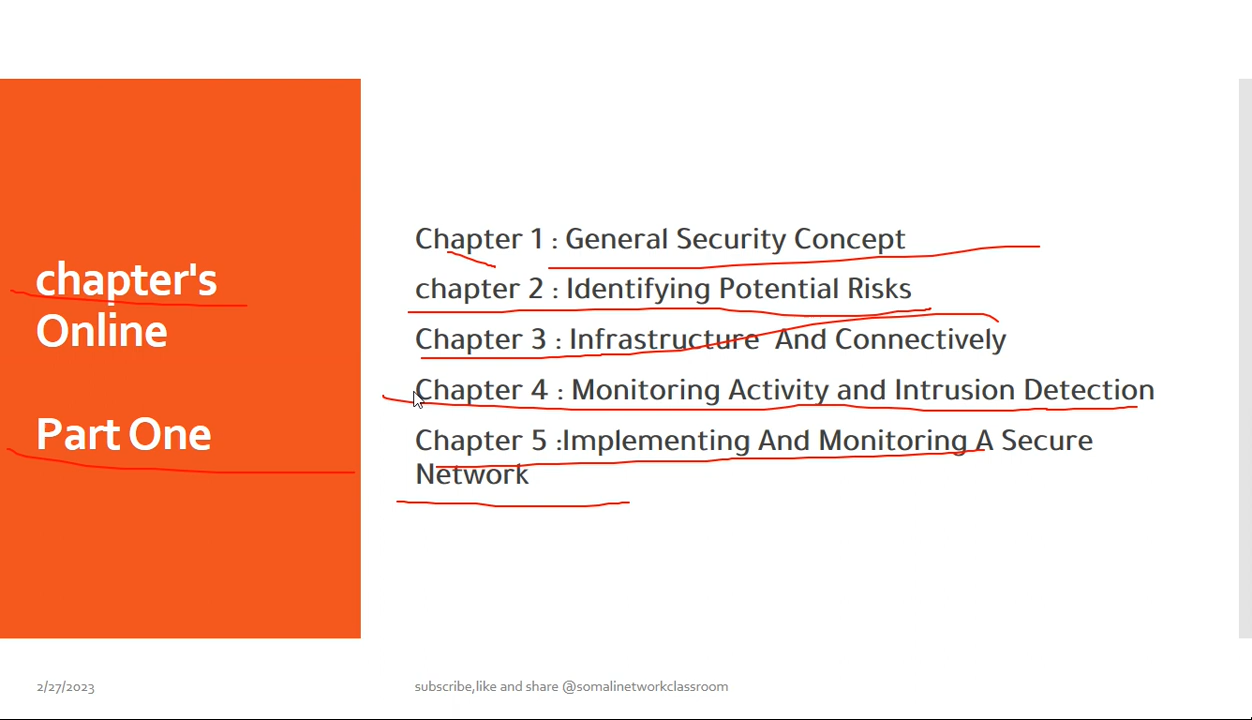 chapter's
Online
Part One
Chapter 1 : General Security Concept
chapter 2 : Identifying Potential Risks
Chapter 3 : Infrastructure And Connectively
Chapter 4 : Monitoring Activity and Intrusion Detection
Chapter 5 :Implementing And Monitoring A Secure
Network
2/27/2023
subscribe,like and share @somalinetworkclassroom